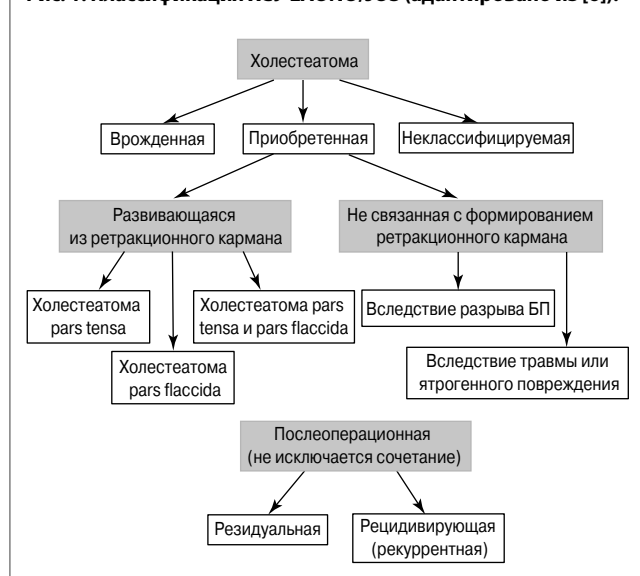 Холестеатома
Врожденная
Приобретенная
Неклассифицируемая
Развивающаяся
из ретракционного кармана
Не связанная с формированием
ретракционного кармана
Холестеатома
pars tensa
Холестеатома pars
tensa и pars flaccida
Вследствие разрыва БП
Холестеатома
pars flaccida
Вследствие травмы или
ятрогенного повреждения
Послеоперационная
(не исключается сочетание)
Резидуальная
Рецидивирующая
(рекуррентная)